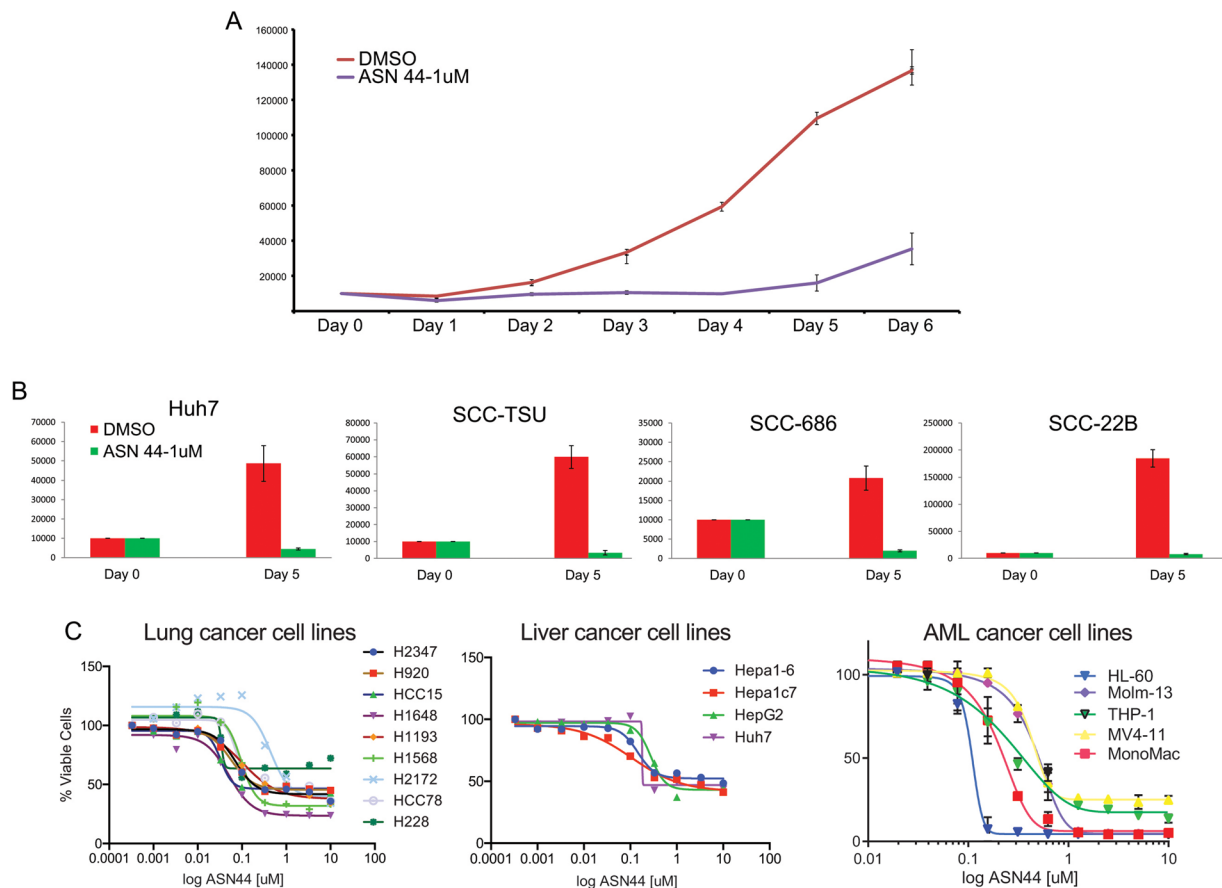 A
160000
140000
120000
100000
80000
60000
40000
20000
DMSO
ASN 44-1uM
Day 0 Day 1 Day 2 Day 3 Day 4 Day 5 Day 6
B
Huh7
70000
60000
50000
40000
30000
20000
10000
0
DMSO
ASN 44-1uM
Day 0 Day 5
SCC-TSU
80000
70000
60000
50000
40000
30000
20000
10000
0
Day 0 Day 5
SCC-686
30000
25000
20000
15000
10000
5000
0
Day 0 Day 5
SCC-22B
250000
200000
150000
100000
50000
0
Day 0 Day 5
C
Lung cancer cell lines
% Viable Cells
150
100
50
0
0.0001 0.001 0.01 0.1 1 10 100
log ASN44 [uM]
H2347
H920
HCC15
H1648
H1193
H1568
H2172
HCC78
H228
Liver cancer cell lines
150
100
50
0
0.0001 0.001 0.01 0.1 1 10 100
log ASN44 [uM]
Hepa1-6
Hepa1c7
HepG2
Huh7
AML cancer cell lines
100
50
0
0.01 0.1 1 10
log ASN44 [uM]
HL-60
Molm-13
THP-1
MV4-11
MonoMac